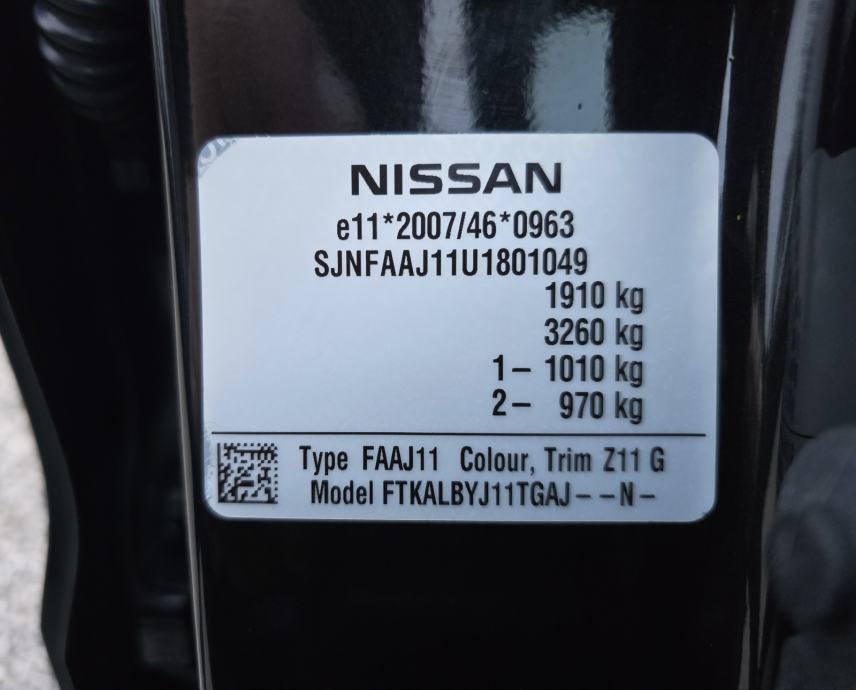 NISSAN
e11*2007/46*0963
SJNFAAJ11U1801049
1910 kg
3260 kg
1– 1010 kg
2– 970 kg
Type FAAJ11 Colour, Trim Z11 G
Model FTKALBYJ11TGAJ––N–